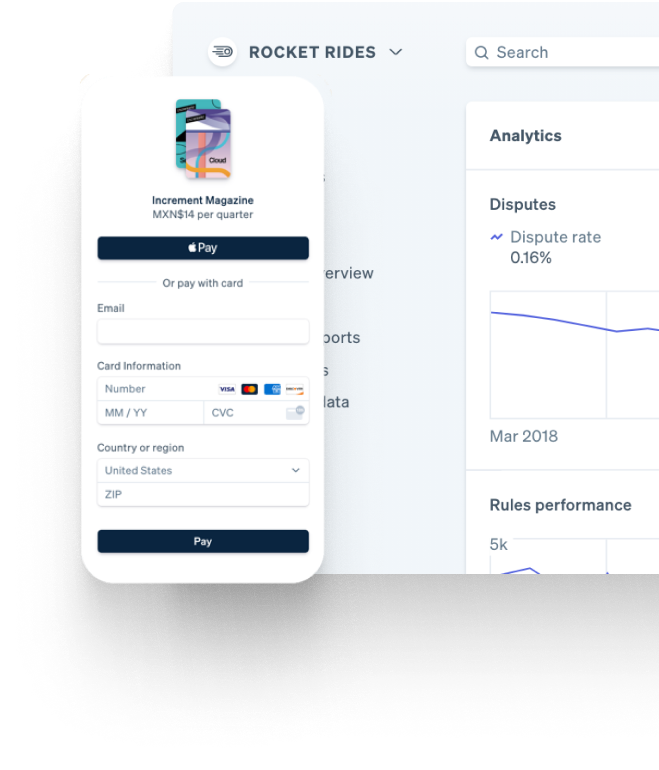 ROCKET RIDES
Search
Cloud
Increment Magazine
MXN$14 per quarter
Pay
Or pay with card
Email
Card Information
Number
VISA
MM / YY
CVC
Country or region
United States
ZIP
Pay
s
erview
ports
s
data
Analytics
Disputes
Dispute rate
0.16%
Mar 2018
Rules performance
5k